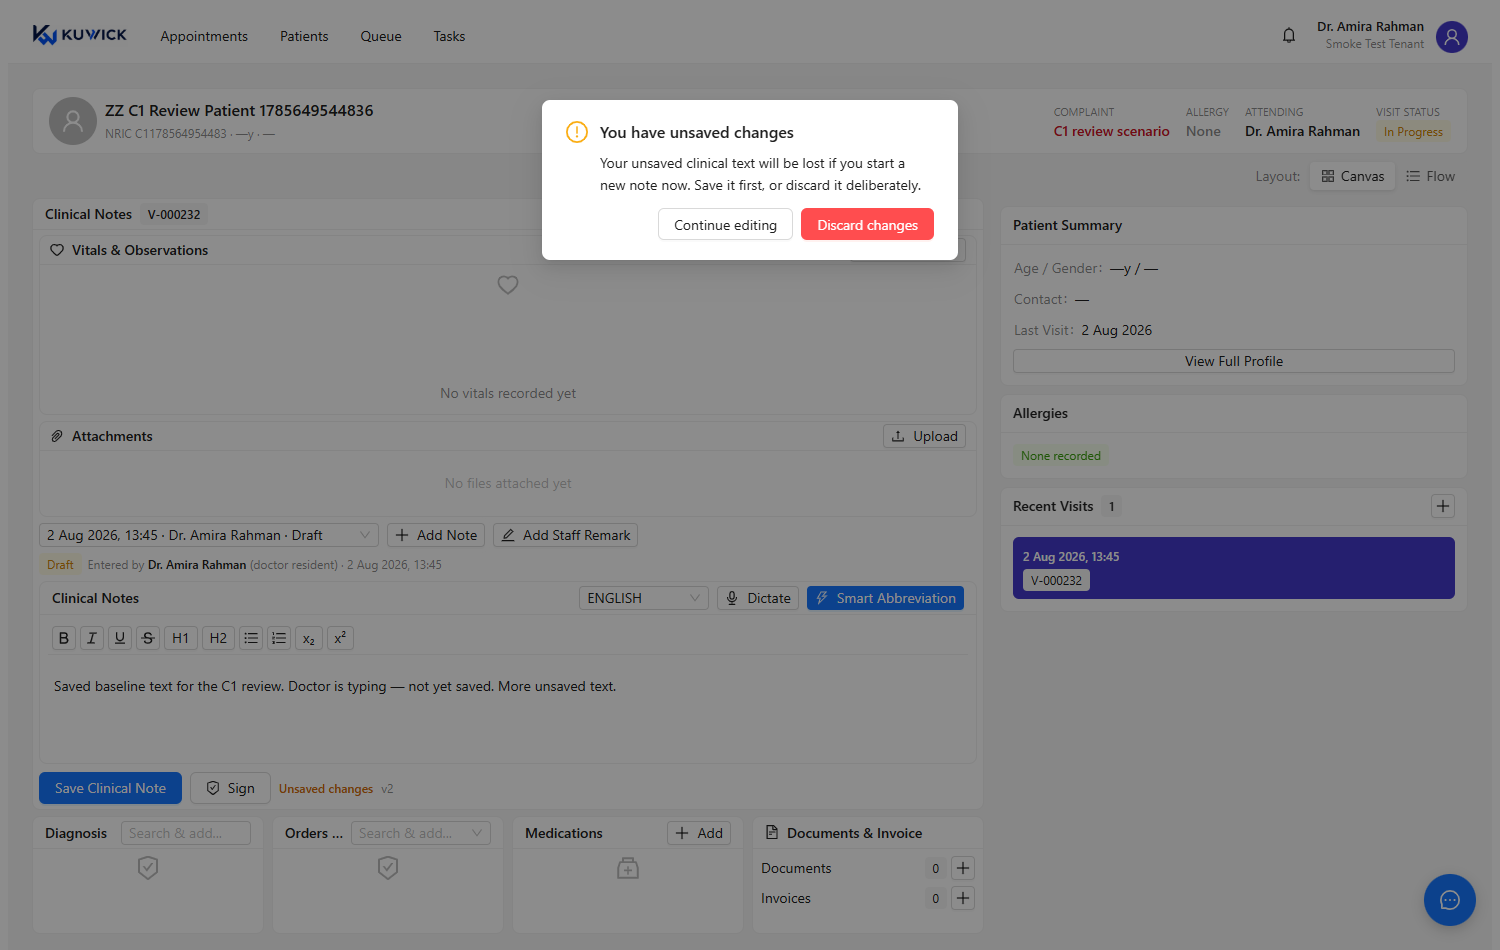 KUWICK
Appointments
Patients
Queue
Tasks
Dr. Amira Rahman
Smoke Test Tenant
ZZ C1 Review Patient 1785649544836
NRIC C1178564954483 · —y · —
COMPLAINT
C1 review scenario
ALLERGY
None
ATTENDING
Dr. Amira Rahman
VISIT STATUS
In Progress
You have unsaved changes
Your unsaved clinical text will be lost if you start a
new note now. Save it first, or discard it deliberately.
Continue editing
Discard changes
Layout:
Canvas
Flow
Clinical Notes
V-000232
Vitals & Observations
No vitals recorded yet
Attachments
Upload
No files attached yet
2 Aug 2026, 13:45 · Dr. Amira Rahman · Draft
Add Note
Add Staff Remark
Draft
Entered by Dr. Amira Rahman (doctor resident) · 2 Aug 2026, 13:45
Clinical Notes
ENGLISH
Dictate
Smart Abbreviation
B
I
U
S
H1
H2
x₂
x²
Saved baseline text for the C1 review. Doctor is typing — not yet saved. More unsaved text.
Save Clinical Note
Sign
Unsaved changes
v2
Diagnosis
Search & add...
Orders ...
Search & add...
Medications
Add
Documents & Invoice
Documents
0
Invoices
0
Patient Summary
Age / Gender: —y / —
Contact: —
Last Visit: 2 Aug 2026
View Full Profile
Allergies
None recorded
Recent Visits
1
2 Aug 2026, 13:45
V-000232